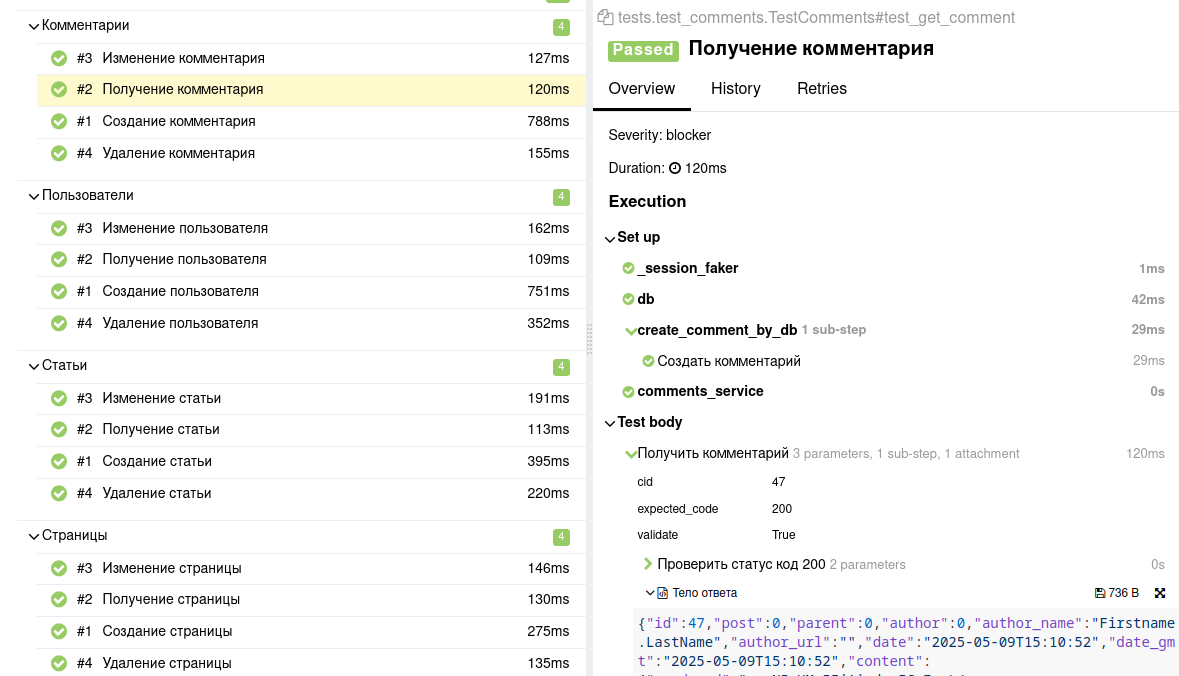 Комментарии 4
#3 Изменение комментария 127ms
#2 Получение комментария 120ms
#1 Создание комментария 788ms
#4 Удаление комментария 155ms
Пользователи 4
#3 Изменение пользователя 162ms
#2 Получение пользователя 109ms
#1 Создание пользователя 751ms
#4 Удаление пользователя 352ms
Статьи 4
#3 Изменение статьи 191ms
#2 Получение статьи 113ms
#1 Создание статьи 395ms
#4 Удаление статьи 220ms
Страницы 4
#3 Изменение страницы 146ms
#2 Получение страницы 130ms
#1 Создание страницы 275ms
#4 Удаление страницы 135ms
tests.test_comments.TestComments#test_get_comment
Passed Получение комментария
Overview History Retries
Severity: blocker
Duration: 120ms
Execution
Set up
_session_faker 1ms
db 42ms
create_comment_by_db 1 sub-step 29ms
Создать комментарий 29ms
comments_service 0s
Test body
Получить комментарий 3 parameters, 1 sub-step, 1 attachment 120ms
cid 47
expected_code 200
validate True
Проверить статус код 200 2 parameters 0s
Тело ответа 736 B
{"id":47,"post":0,"parent":0,"author":0,"author_name":"Firstname
.LastName","author_url":"","date":"2025-05-09T15:10:52","date_gm
t":"2025-05-09T15:10:52","content":